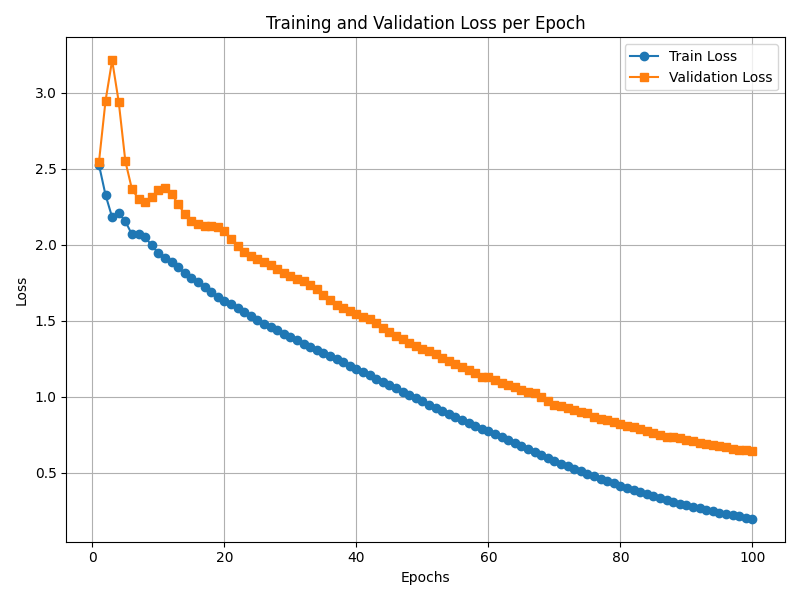 Training and Validation Loss per Epoch
Train Loss
Validation Loss
3.0
2.5
2.0
1.5
1.0
0.5
Loss
0 20 40 60 80 100
Epochs